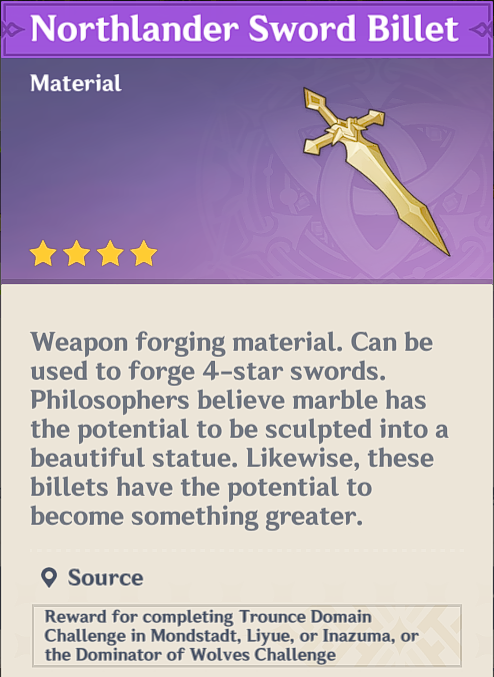 Northlander Sword Billet
Material
Weapon forging material. Can be
used to forge 4-star swords.
Philosophers believe marble has
the potential to be sculpted into a
beautiful statue. Likewise, these
billets have the potential to
become something greater.
Source
Reward for completing Trounce Domain
Challenge in Mondstadt, Liyue, or Inazuma, or
the Dominator of Wolves Challenge